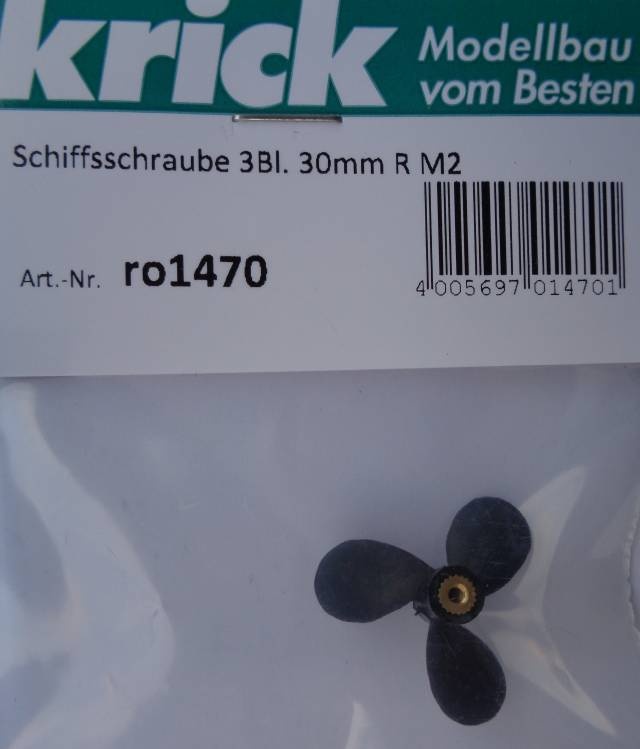 krick
Modellbau
vom Besten
Schiffsschraube 3Bl. 30mm R M2
Art.-Nr. ro1470
4 005697 014701